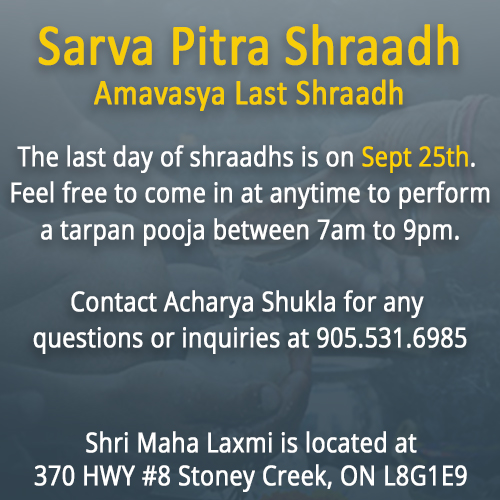 Sarva Pitra Shraadh
Amavasya Last Shraadh
The last day of shraadhs is on Sept 25th.
Feel free to come in at anytime to perform
a tarpan pooja between 7am to 9pm.
Contact Acharya Shukla for any
questions or inquiries at 905.531.6985
Shri Maha Laxmi is located at
370 HWY #8 Stoney Creek, ON L8G1E9